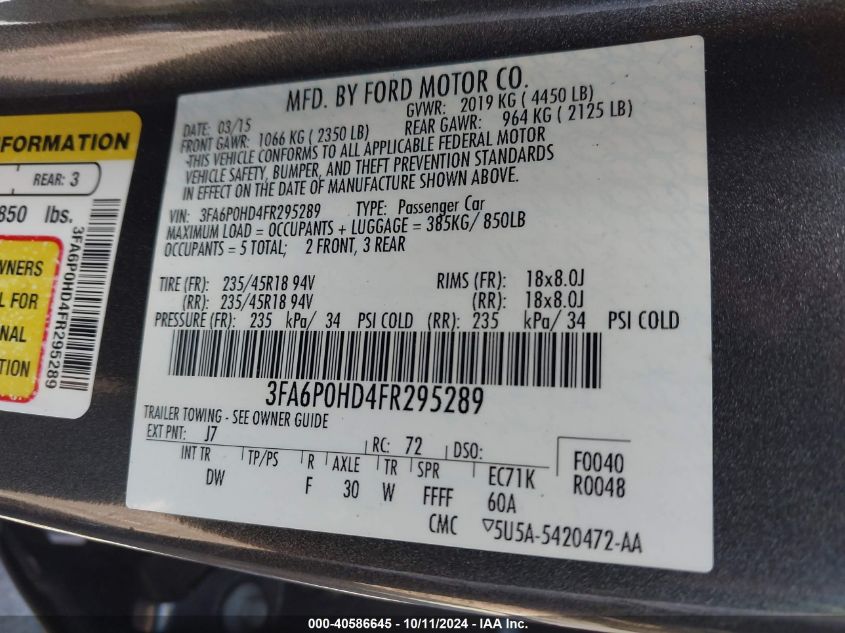 MFD. BY FORD MOTOR CO.
DATE: 03/15 GVWR: 2019 KG ( 4450 LB)
FRONT GAWR: 1066 KG ( 2350 LB) REAR GAWR: 964 KG ( 2125 LB)
THIS VEHICLE CONFORMS TO ALL APPLICABLE FEDERAL MOTOR
VEHICLE SAFETY, BUMPER, AND THEFT PREVENTION STANDARDS
IN EFFECT ON THE DATE OF MANUFACTURE SHOWN ABOVE.
VIN: 3FA6P0HD4FR295289 TYPE: Passenger Car
MAXIMUM LOAD = OCCUPANTS + LUGGAGE = 385KG/ 850LB
OCCUPANTS = 5 TOTAL; 2 FRONT, 3 REAR
TIRE (FR): 235/45R18 94V RIMS (FR): 18x8.0J
(RR): 235/45R18 94V (RR): 18x8.0J
PRESSURE (FR): 235 kPa/ 34 PSI COLD (RR): 235 kPa/ 34 PSI COLD
3FA6P0HD4FR295289
TRAILER TOWING - SEE OWNER GUIDE
EXT PNT: J7 RC: 72 DSO: F0040
INT TR TP/PS R AXLE TR SPR EC71K R0048
DW F 30 W FFFF 60A
CMC ▽5U5A-5420472-AA
FORMATION
REAR: 3
850 lbs.
WNERS
L FOR
NAL
TION
3FA6P0HD4FR295289
000-40586645 - 10/11/2024 - IAA Inc.